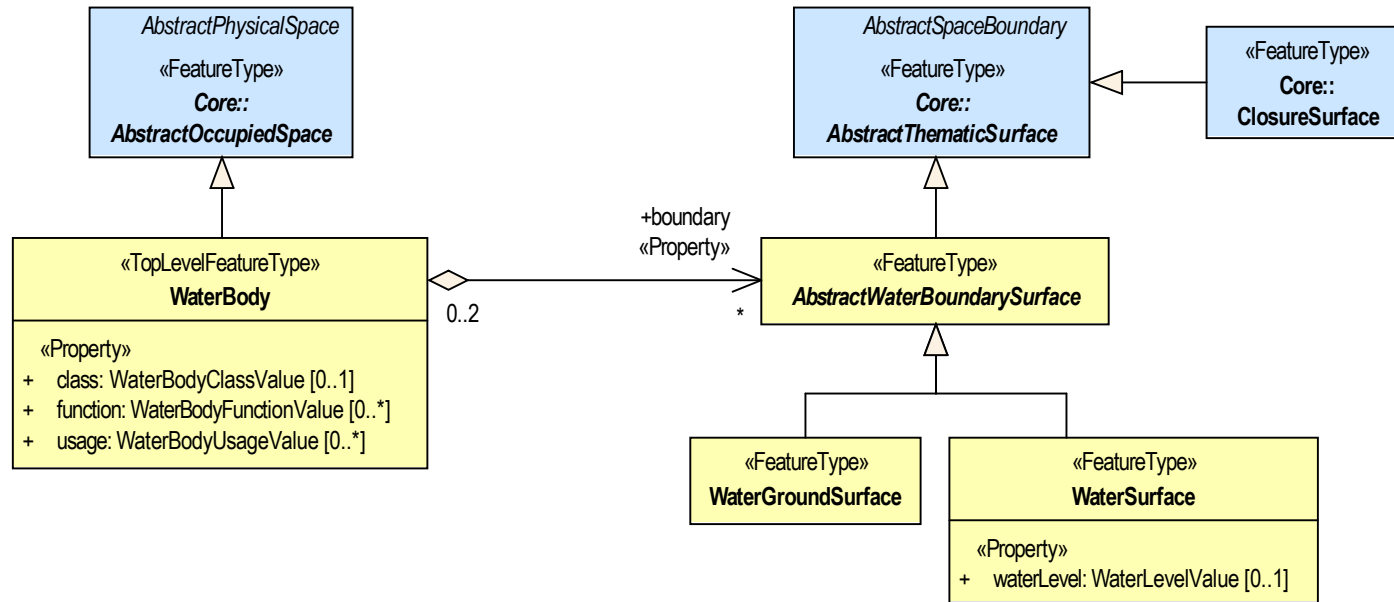 AbstractPhysicalSpace
«FeatureType»
Core::
AbstractOccupiedSpace
AbstractSpaceBoundary
«FeatureType»
Core::
AbstractThematicSurface
«FeatureType»
Core::
ClosureSurface
«TopLevelFeatureType»
WaterBody
«Property»
+ class: WaterBodyClassValue [0..1]
+ function: WaterBodyFunctionValue [0..*]
+ usage: WaterBodyUsageValue [0..*]
0..2
+boundary
«Property»
*
«FeatureType»
AbstractWaterBoundarySurface
«FeatureType»
WaterGroundSurface
«FeatureType»
WaterSurface
«Property»
+ waterLevel: WaterLevelValue [0..1]